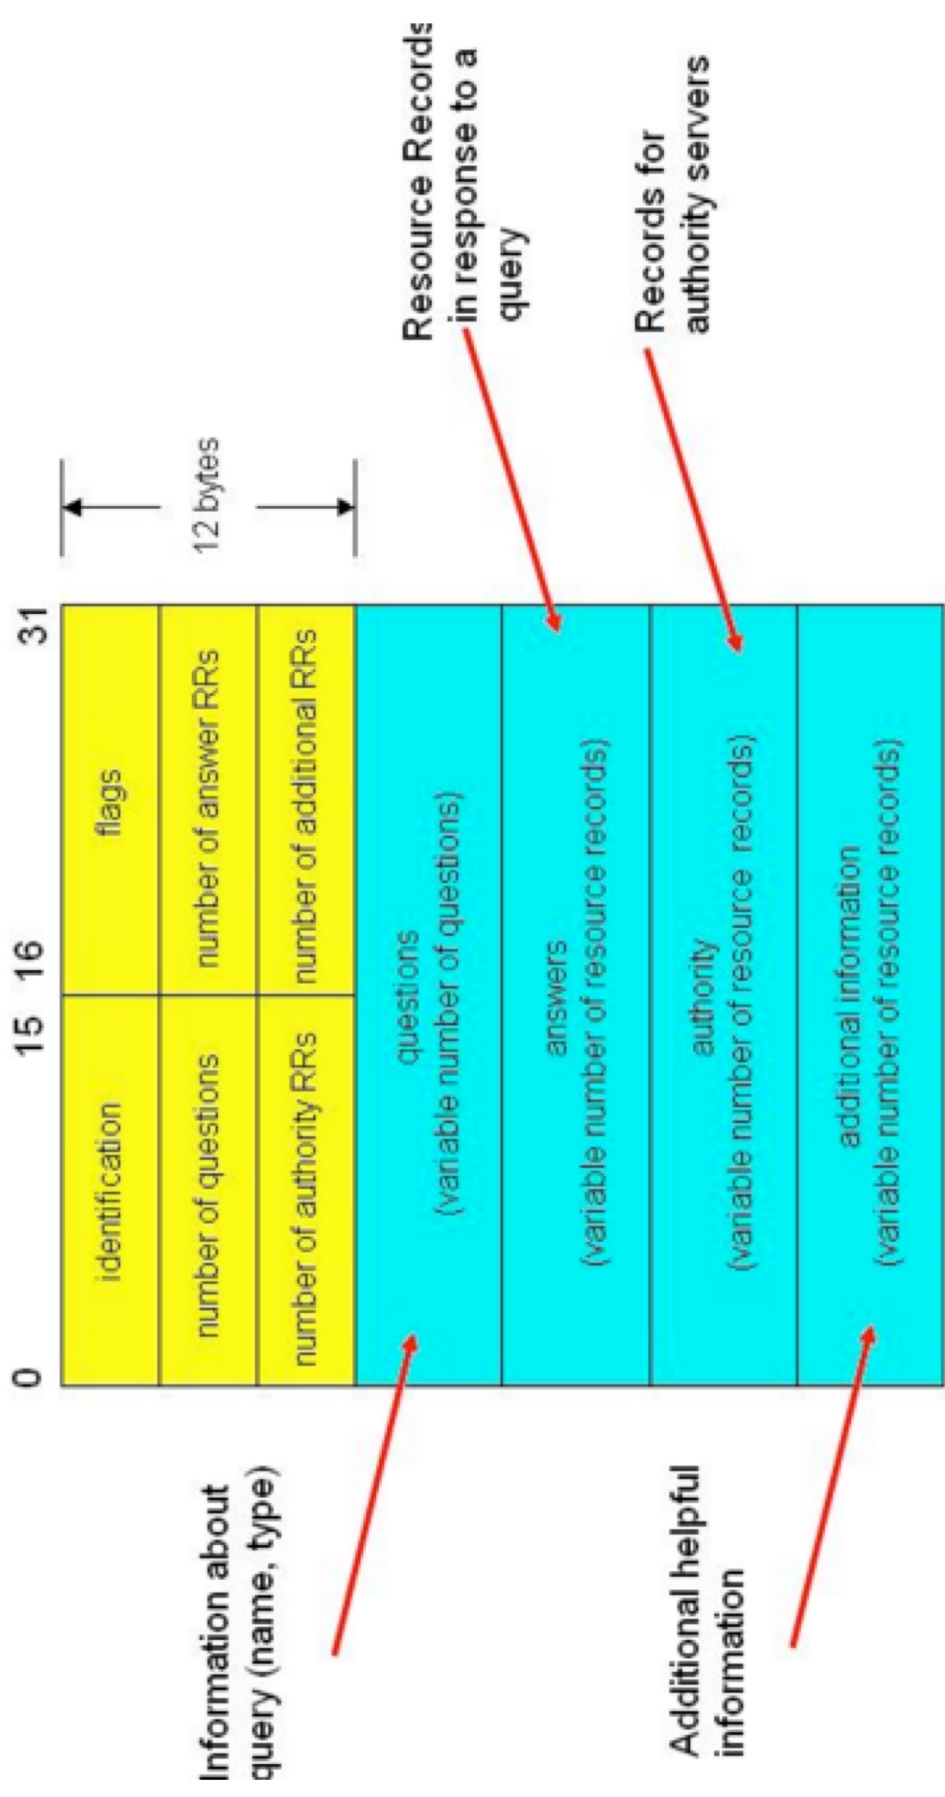 0
15
16
31
identification
flags
number of questions
number of answer RRs
number of authority RRs
number of additional RRs
12 bytes
questions
(variable number of questions)
answers
(variable number of resource records)
authority
(variable number of resource records)
additional information
(variable number of resource records)
Information about
query (name, type)
Resource Records
in response to a
query
Records for
authority servers
Additional helpful
information